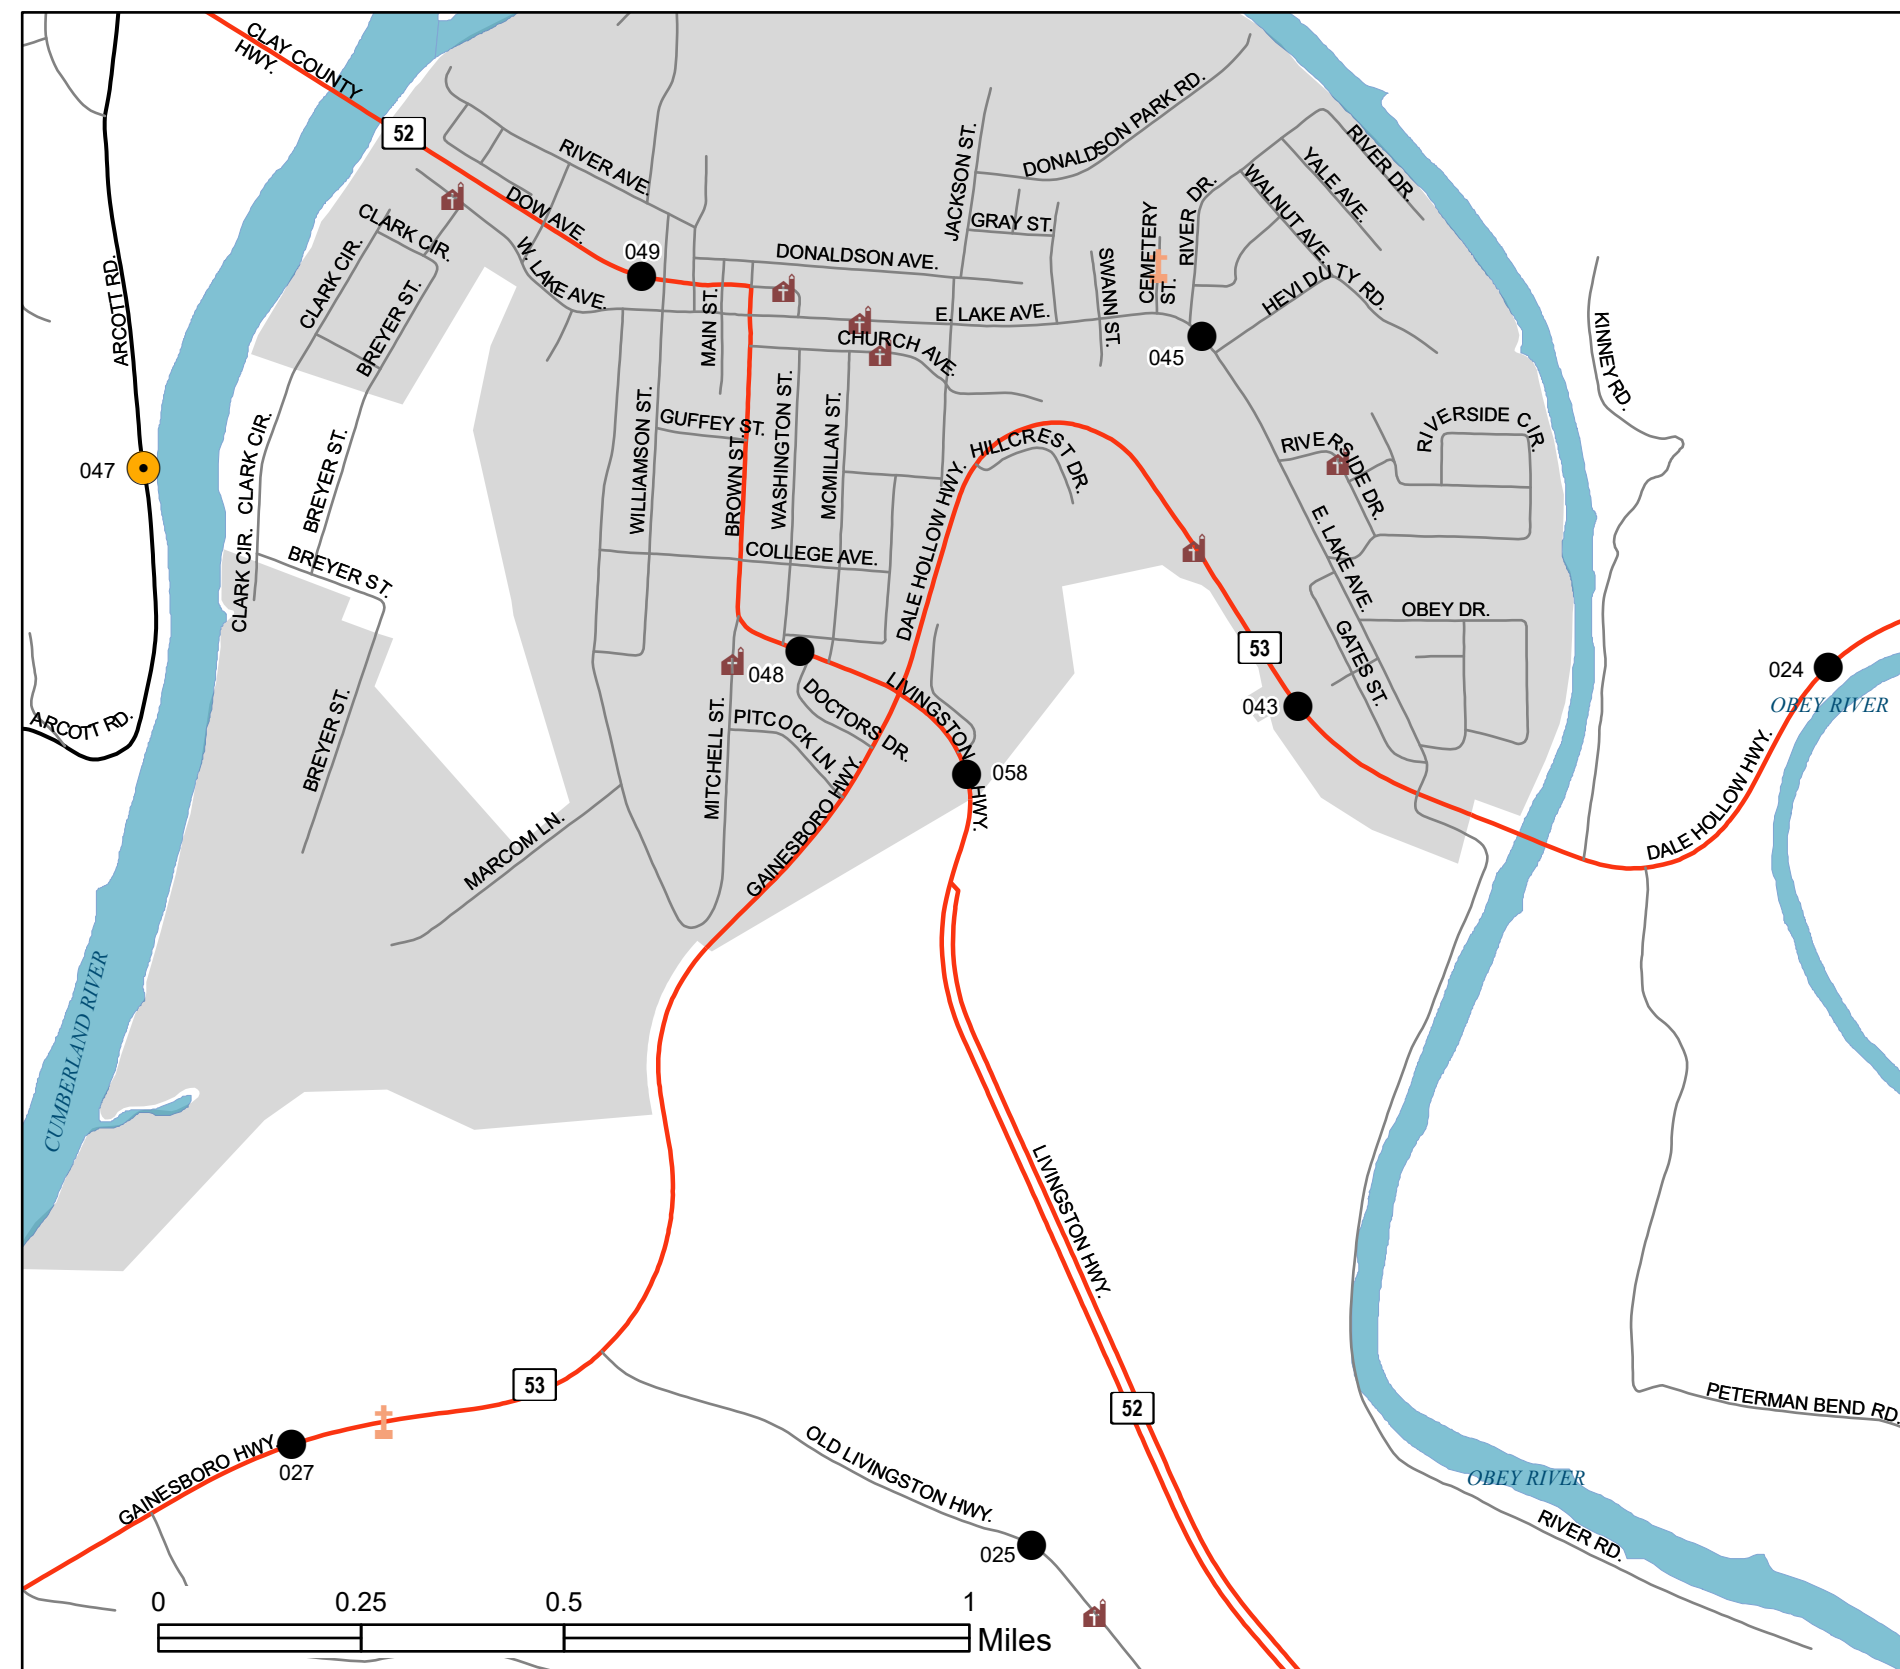 CLAY COUNTY
HWY.
52
RIVER AVE.
DOW AVE.
CLARK CIR.
CLARK CIR.
BREYER ST.
W. LAKE AVE.
049
ARCOTT RD.
JACKSON ST.
DONALDSON PARK RD.
GRAY ST.
DONALDSON AVE.
E. LAKE AVE.
SWANN ST.
CEMETERY
ST.
RIVER DR.
WALNUT AVE.
YALE AVE.
RIVER DR.
HEVI DUTY RD.
045
KINNEY RD.
MAIN ST.
CHURCH AVE.
WILLIAMSON ST.
GUFFEY ST.
BROWN ST.
WASHINGTON ST.
MCMILLAN ST.
DALE HOLLOW HWY.
HILLCREST DR.
RIVERSIDE DR.
RIVERSIDE CIR.
047
CLARK CIR.
CLARK CIR.
BREYER ST.
BREYER ST.
COLLEGE AVE.
E. LAKE AVE.
OBEY DR.
GATES ST.
53
043
024
OBEY RIVER
048
LIVINGSTON
HWY.
DOCTORS DR.
PITCOCK LN.
MITCHELL ST.
058
BREYER ST.
ARCOTT RD.
MARCOM LN.
GAINESBORO HWY.
DALE HOLLOW HWY.
CUMBERLAND RIVER
LIVINGSTON HWY.
53
52
PETERMAN BEND RD.
GAINESBORO HWY.
027
OLD LIVINGSTON HWY.
025
OBEY RIVER
RIVER RD.
0 0.25 0.5 1
Miles